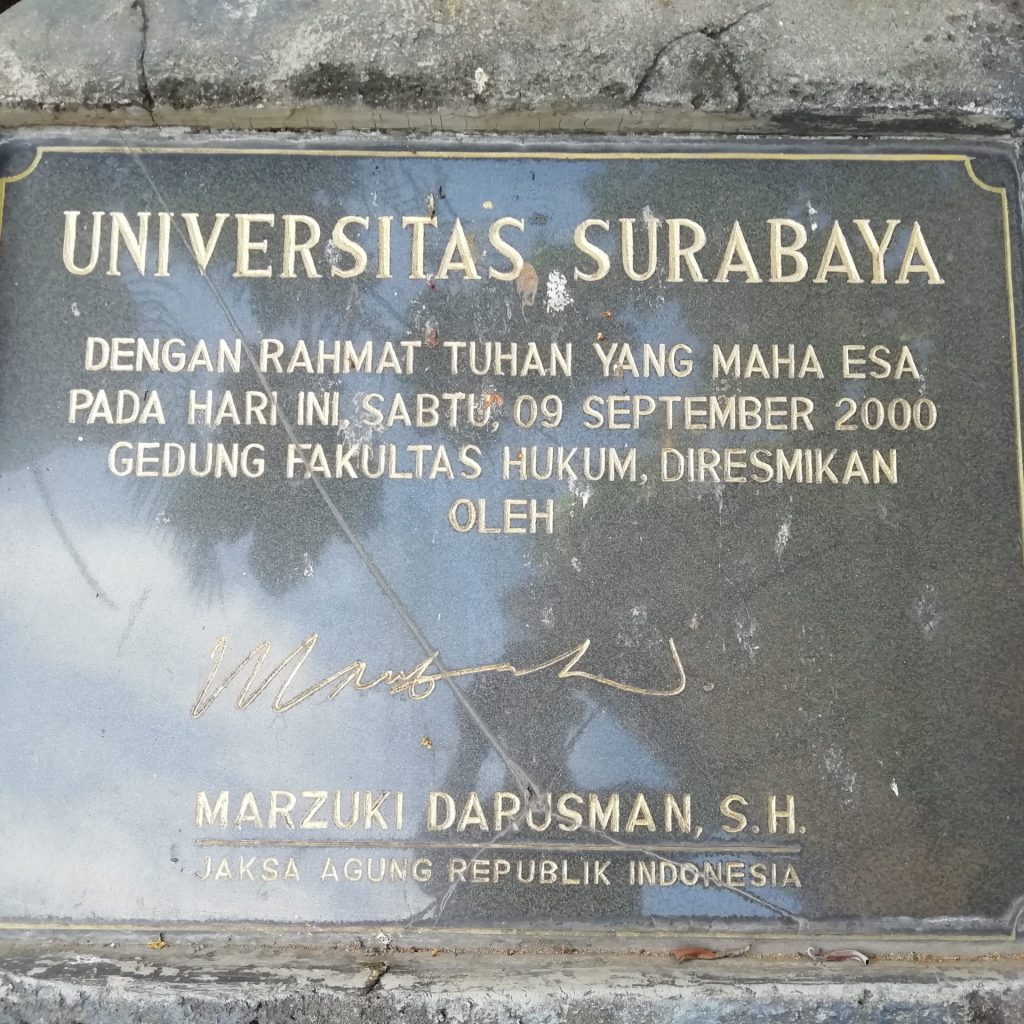 UNIVERSITAS SURABAYA
DENGAN RAHMAT TUHAN YANG MAHA ESA
PADA HARI INI, SABTU, 09 SEPTEMBER 2000
GEDUNG FAKULTAS HUKUM, DIRESMIKAN
OLEH
MARZUKI DAPUSMAN, S.H.
JAKSA AGUNG REPUBLIK INDONESIA